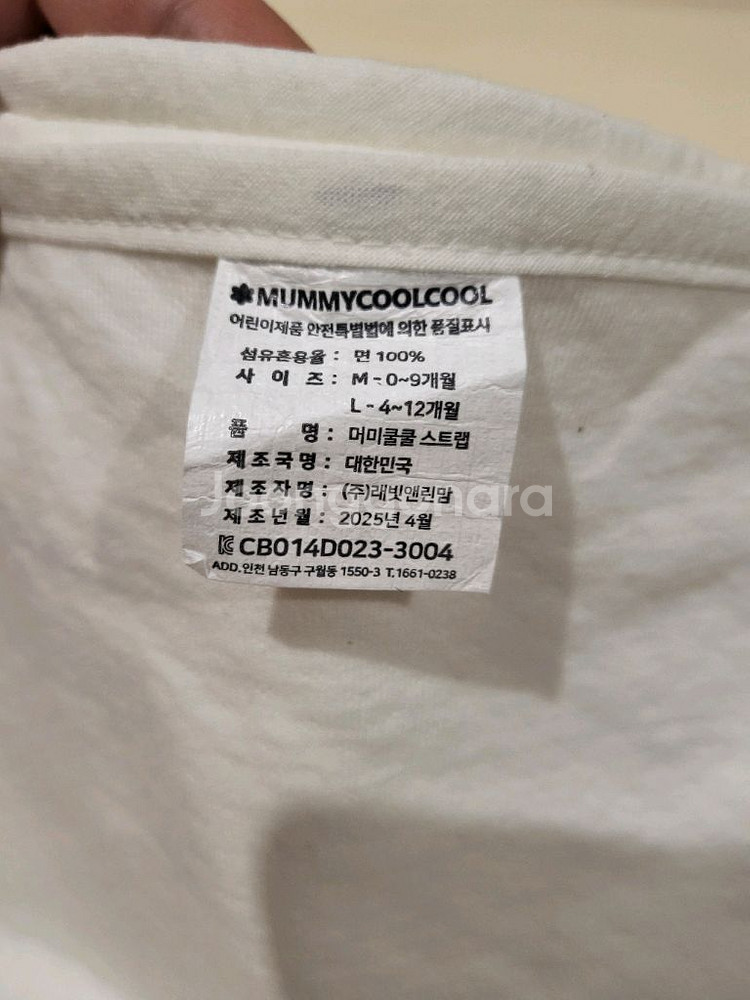 MUMMYCOOLCOOL
어린이제품 안전특별법에 의한 품질표시
섬유혼용율 : 면 100%
사 이 즈 : M - 0~9개월
L - 4~12개월
품 명 : 머미쿨쿨 스트랩
제조국명 : 대한민국
제조자명 : (주)래빗앤린맘
제조년월 : 2025년 4월
CB014D023-3004
ADD.인천 남동구 구월동 1550-3 T.1661-0238
Joongonara